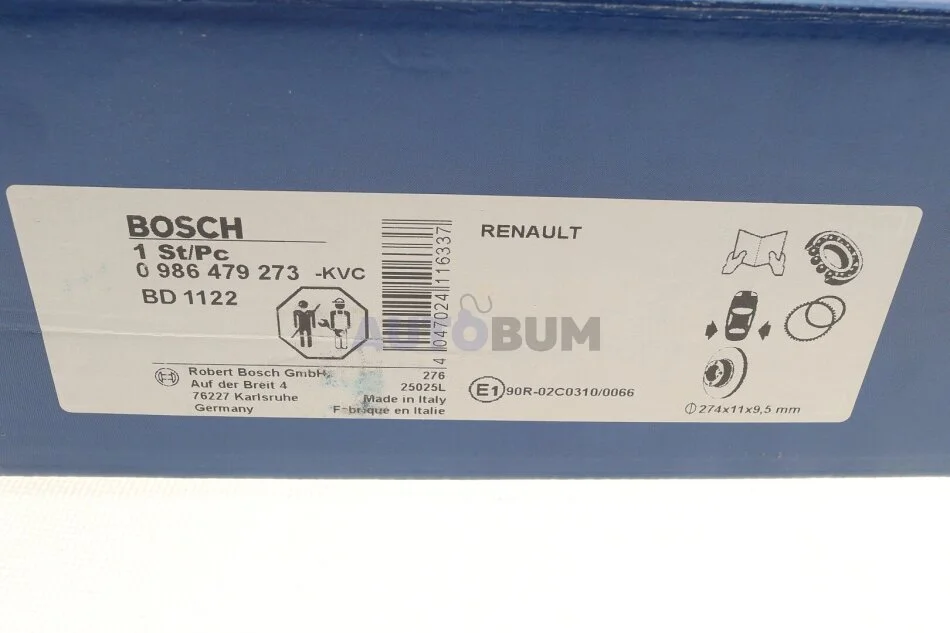 BOSCH
1 St/Pc
0 986 479 273 -KVC
BD 1122
4 047024 116337
RENAULT
AUTOBUM
Robert Bosch GmbH
Auf der Breit 4
76227 Karlsruhe
Germany
276
25025L
Made in Italy
Fabriqué en Italie
E1 90R-02C0310/0066
⌀ 274x11x9,5 mm